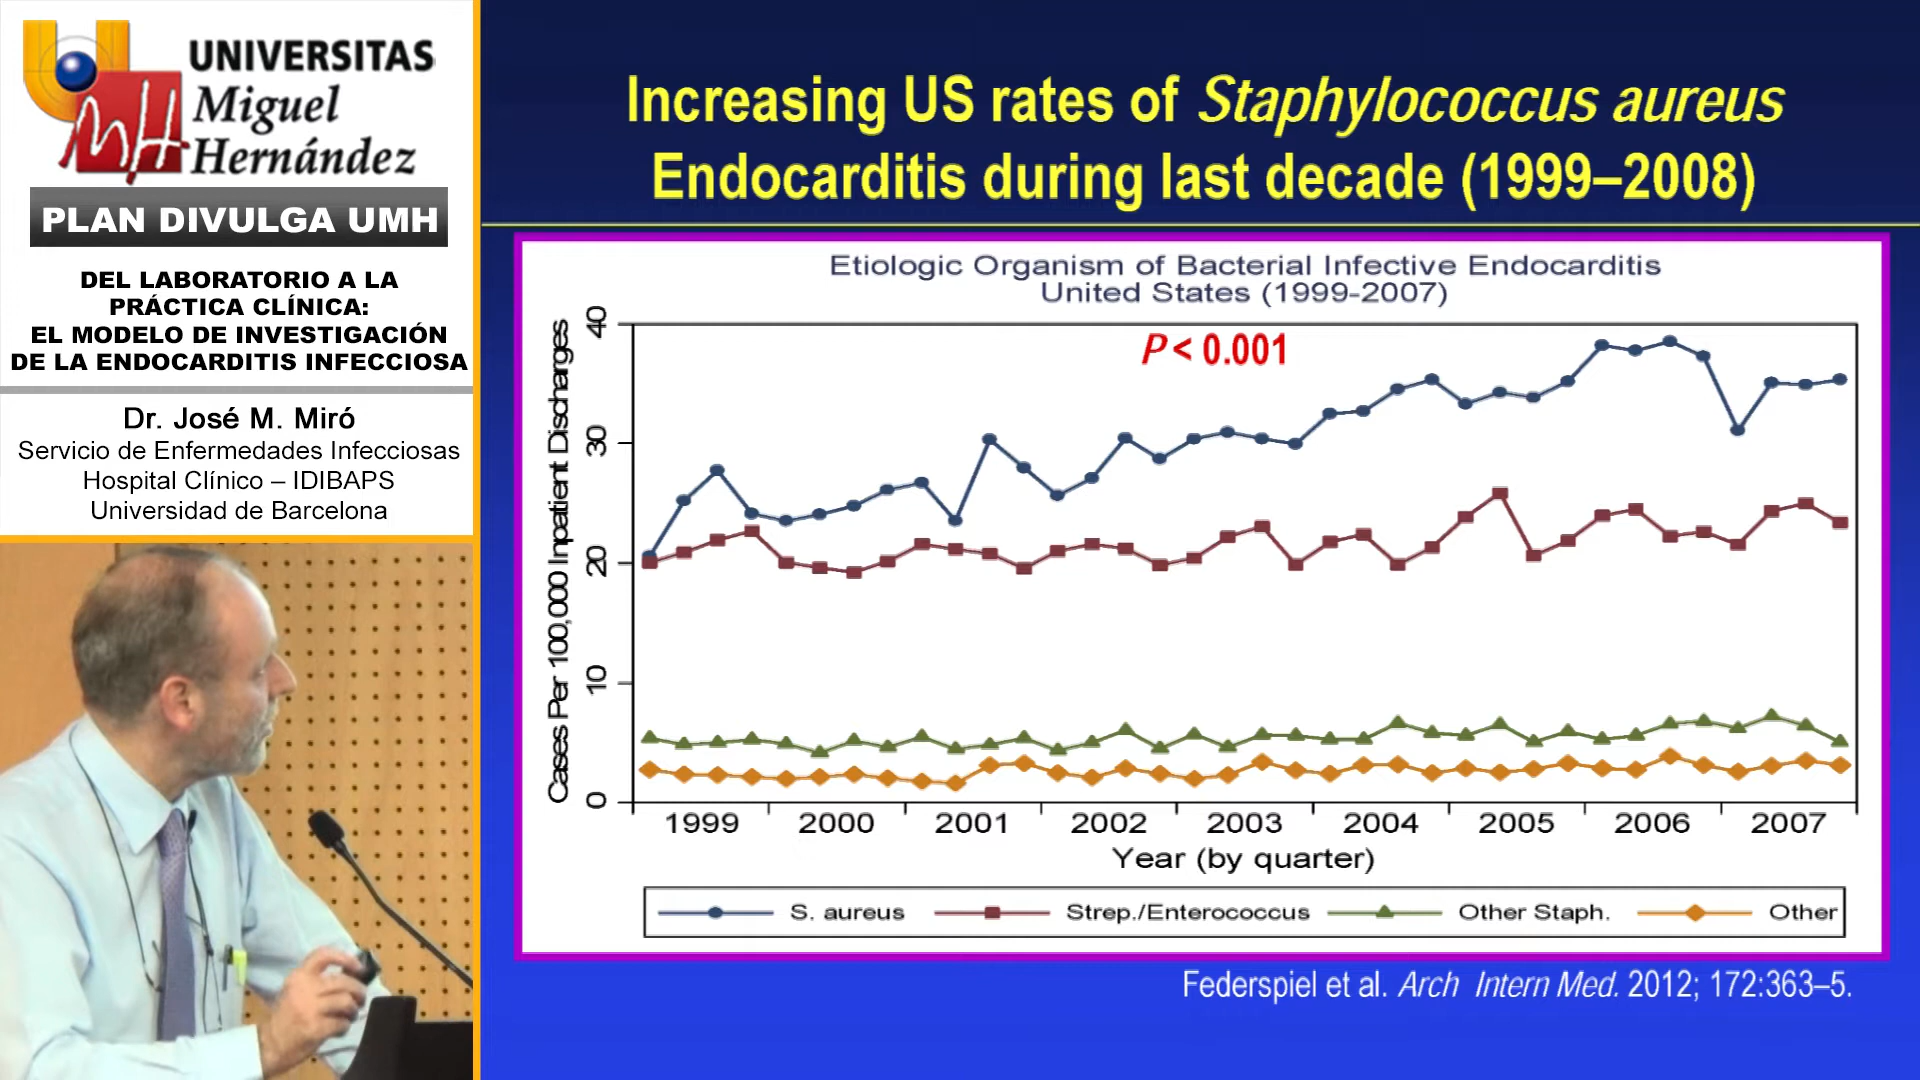 UNIVERSITAS
Miguel
Hernández
PLAN DIVULGA UMH
DEL LABORATORIO A LA
PRÁCTICA CLÍNICA:
EL MODELO DE INVESTIGACIÓN
DE LA ENDOCARDITIS INFECCIOSA
Dr. José M. Miró
Servicio de Enfermedades Infecciosas
Hospital Clínico – IDIBAPS
Universidad de Barcelona
Increasing US rates of Staphylococcus aureus
Endocarditis during last decade (1999–2008)
Etiologic Organism of Bacterial Infective Endocarditis
United States (1999-2007)
P < 0.001
Cases Per 100,000 Inpatient Discharges
40
30
20
10
0
1999 2000 2001 2002 2003 2004 2005 2006 2007
Year (by quarter)
S. aureus Strep./Enterococcus Other Staph. Other
Federspiel et al. Arch Intern Med. 2012; 172:363–5.